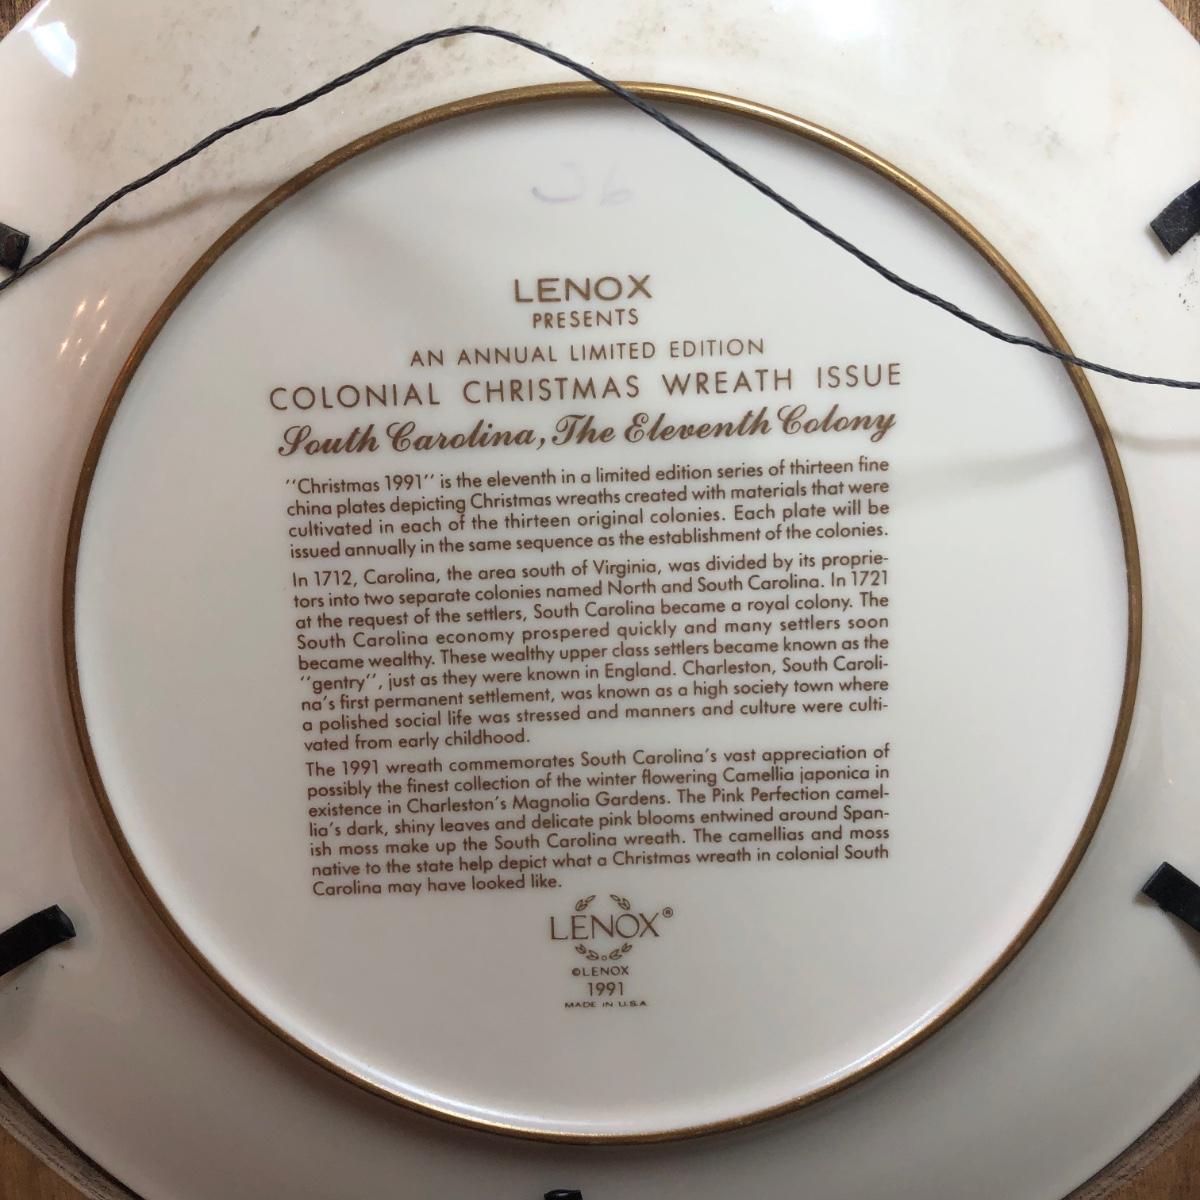 36
LENOX
PRESENTS
AN ANNUAL LIMITED EDITION
COLONIAL CHRISTMAS WREATH ISSUE
South Carolina, The Eleventh Colony
''Christmas 1991'' is the eleventh in a limited edition series of thirteen fine
china plates depicting Christmas wreaths created with materials that were
cultivated in each of the thirteen original colonies. Each plate will be
issued annually in the same sequence as the establishment of the colonies.
In 1712, Carolina, the area south of Virginia, was divided by its proprie-
tors into two separate colonies named North and South Carolina. In 1721
at the request of the settlers, South Carolina became a royal colony. The
South Carolina economy prospered quickly and many settlers soon
became wealthy. These wealthy upper class settlers became known as the
''gentry'', just as they were known in England. Charleston, South Caroli-
na's first permanent settlement, was known as a high society town where
a polished social life was stressed and manners and culture were culti-
vated from early childhood.
The 1991 wreath commemorates South Carolina's vast appreciation of
possibly the finest collection of the winter flowering Camellia japonica in
existence in Charleston's Magnolia Gardens. The Pink Perfection camel-
lia's dark, shiny leaves and delicate pink blooms entwined around Span-
ish moss make up the South Carolina wreath. The camellias and moss
native to the state help depict what a Christmas wreath in colonial South
Carolina may have looked like.
LENOX®
©LENOX
1991
MADE IN U.S.A.